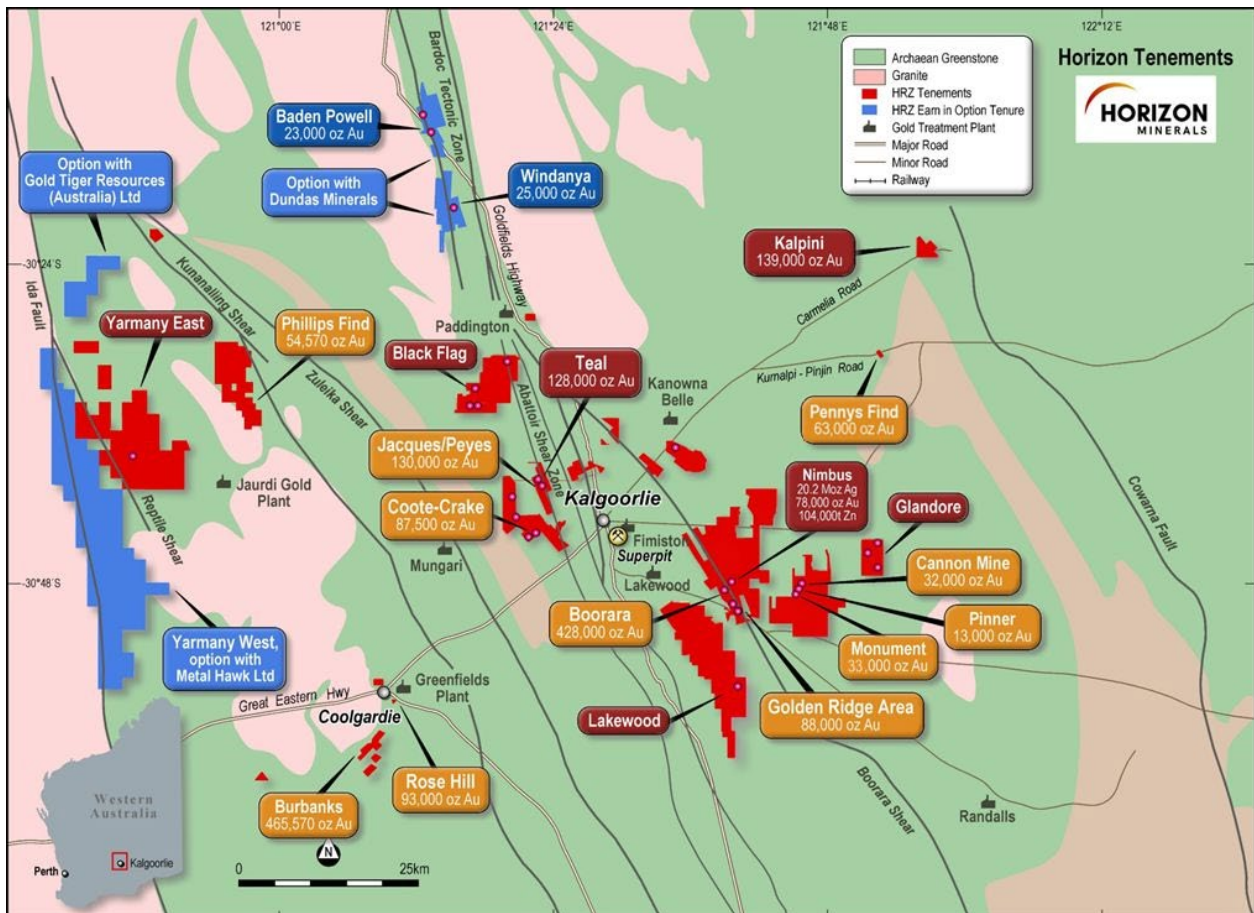 121°00'
121°24'
121°48'
122°12'
Horizon Tenements
HORIZON
MINERALS
Archaean Greenstone
Granite
HRZ Tenements
HRZ Earn in Option Tenure
Gold Treatment Plant
Major Road
Minor Road
Railway
Bardoc Tectonic Zone
Baden Powell
23,000 oz Au
Option with
Gold Tiger Resources
(Australia) Ltd
Option with
Dundas Minerals
Windanya
25,000 oz Au
Goldfields Highway
Kalpini
139,000 oz Au
-30°24'S
Ida Fault
Kunanalling Shear
Carmelia Road
Yarmany East
Phillips Find
54,570 oz Au
Paddington
Black Flag
Teal
128,000 oz Au
Kanowna
Belle
Kurnalpi - Pinjin Road
Zuleika Shear
Abattoir Shear Zone
Pennys Find
63,000 oz Au
Jacques/Peyes
130,000 oz Au
Jaurdi Gold
Plant
Reptile Shear
Coote-Crake
87,500 oz Au
Kalgoorlie
Nimbus
20.2 Moz Ag
78,000 oz Au
104,000t Zn
Glandore
Cowarna Fault
Mungari
Fimiston
Superpit
Lakewood
Cannon Mine
32,000 oz Au
-30°48'
Boorara
428,000 oz Au
Pinner
13,000 oz Au
Yarmany West,
option with
Metal Hawk Ltd
Monument
33,000 oz Au
Great Eastern Hwy
Greenfields
Plant
Coolgardie
Lakewood
Golden Ridge Area
88,000 oz Au
Rose Hill
93,000 oz Au
Boorara Shear
Burbanks
465,570 oz Au
Randalls
Western
Australia
Perth
Kalgoorlie
N
0
25km